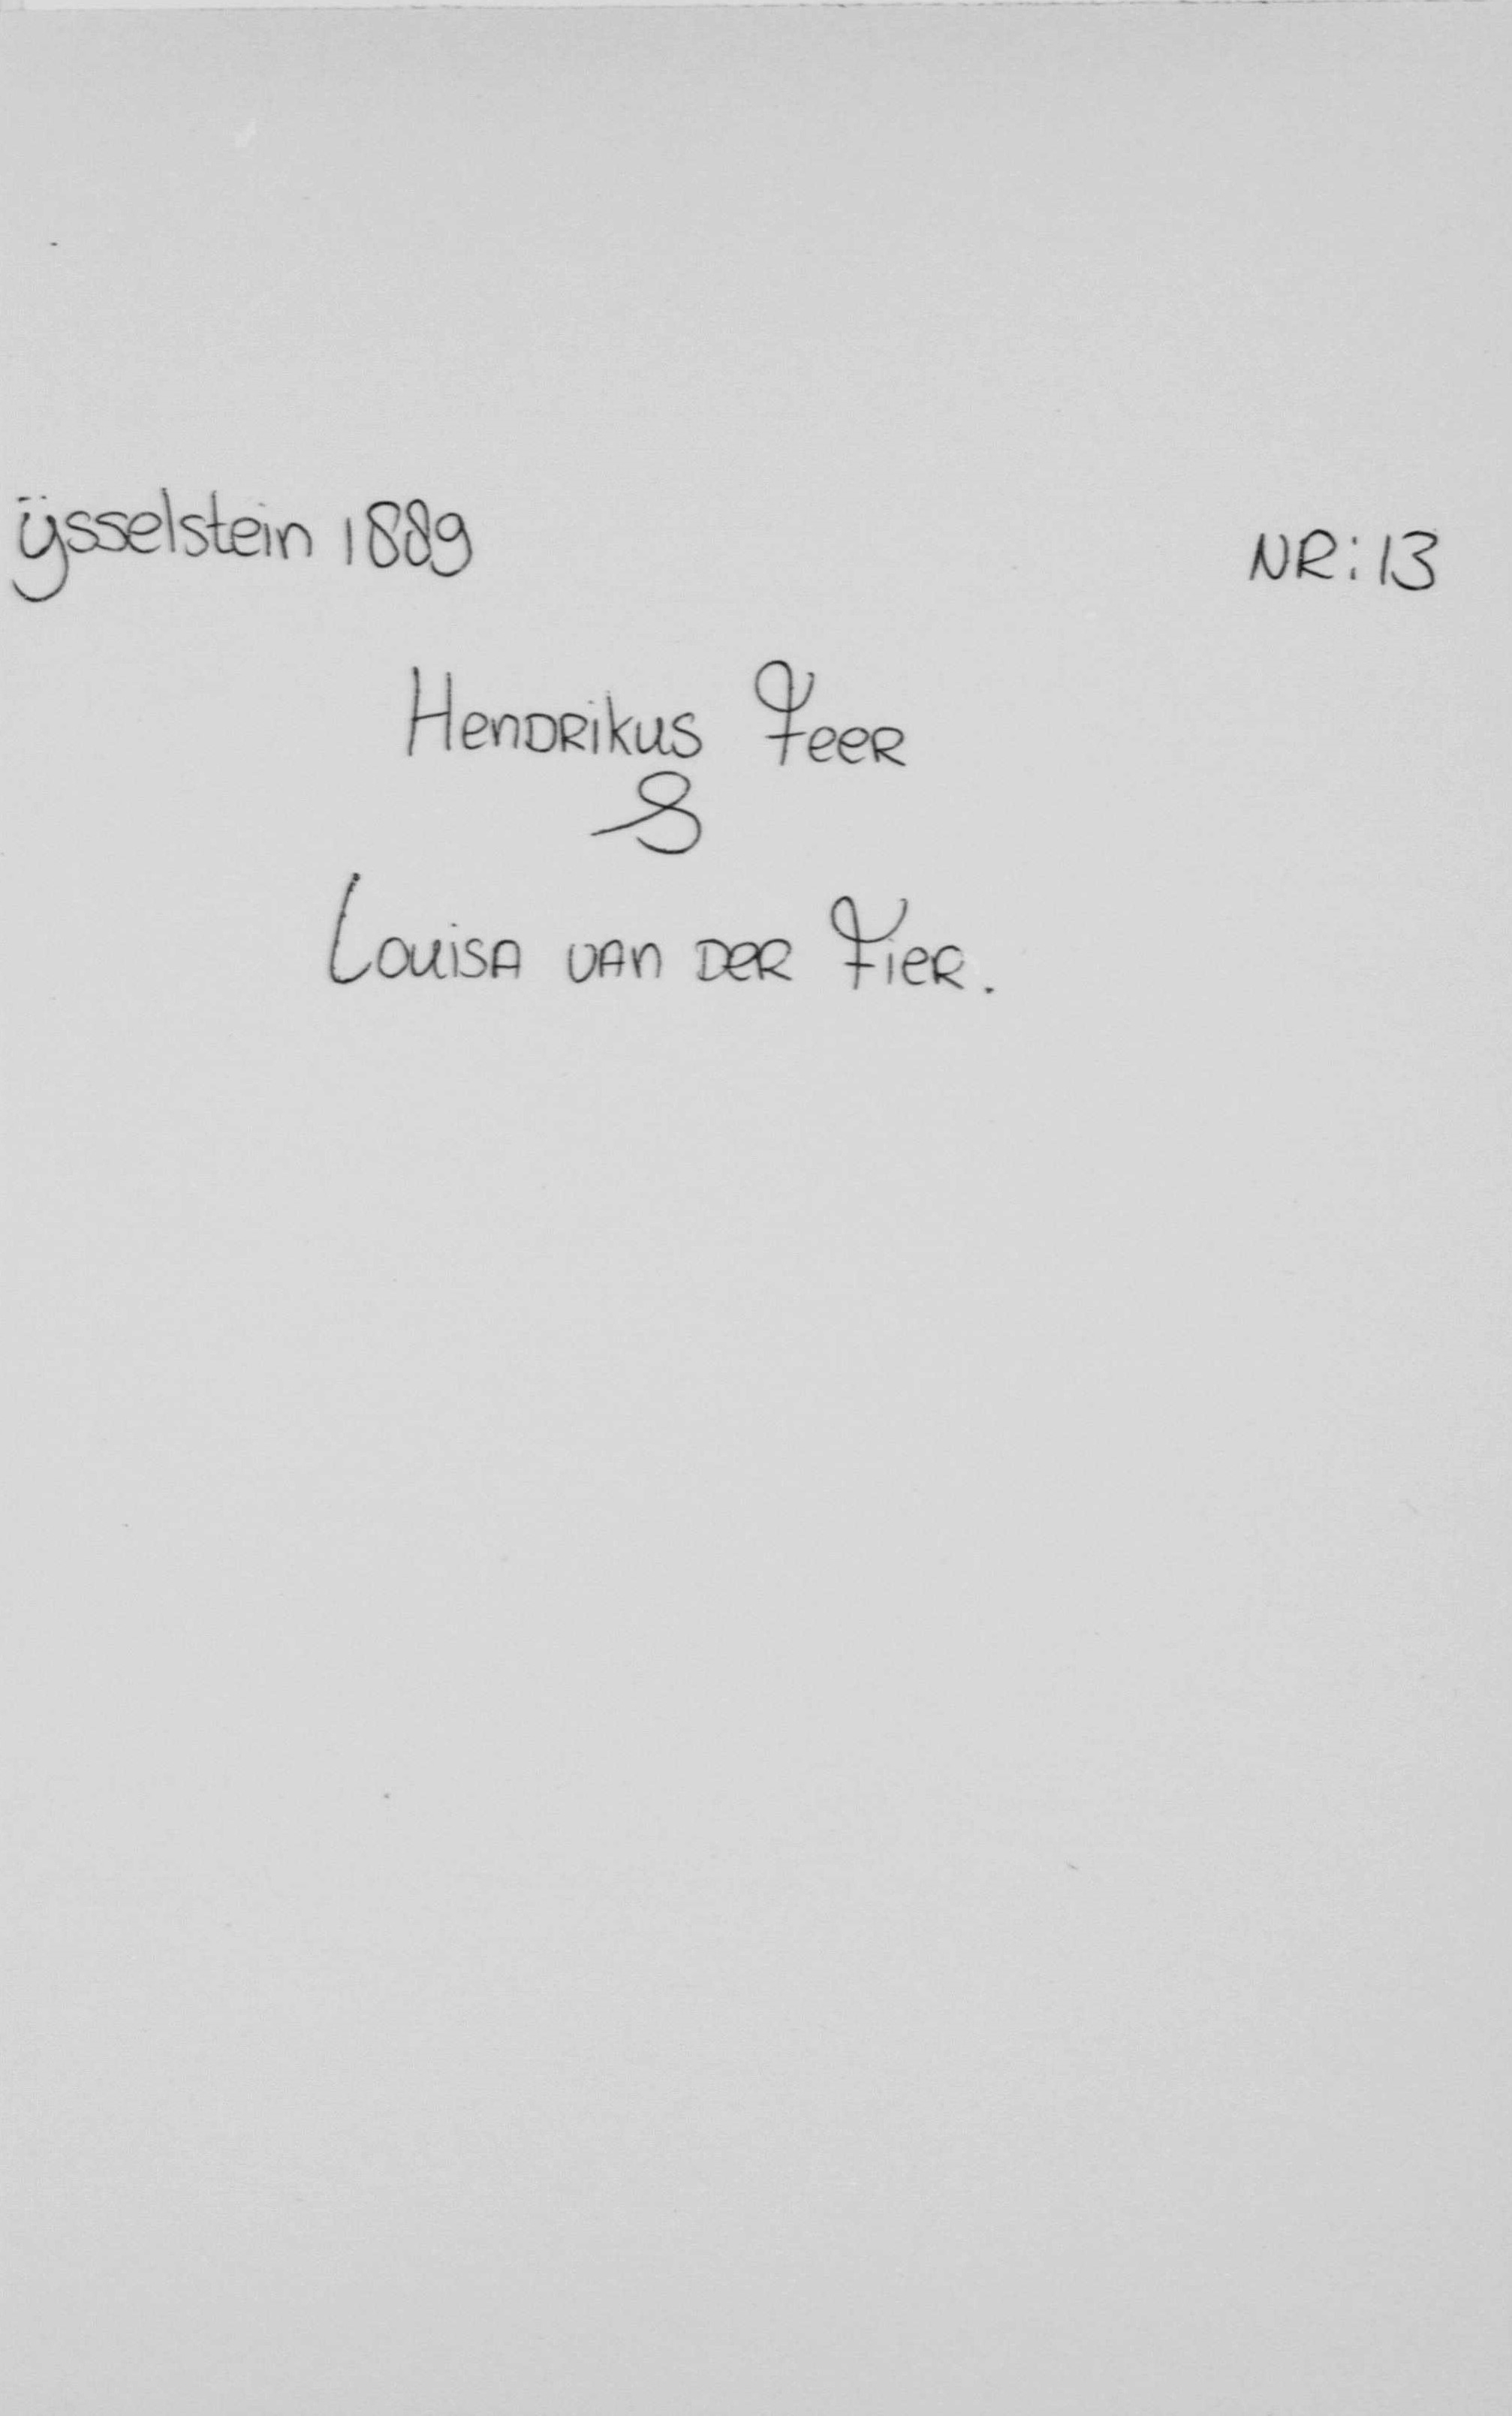 ÿsselstein 1889 NR: 13
Hendrikus Feer
&
Louisa van der Fier.